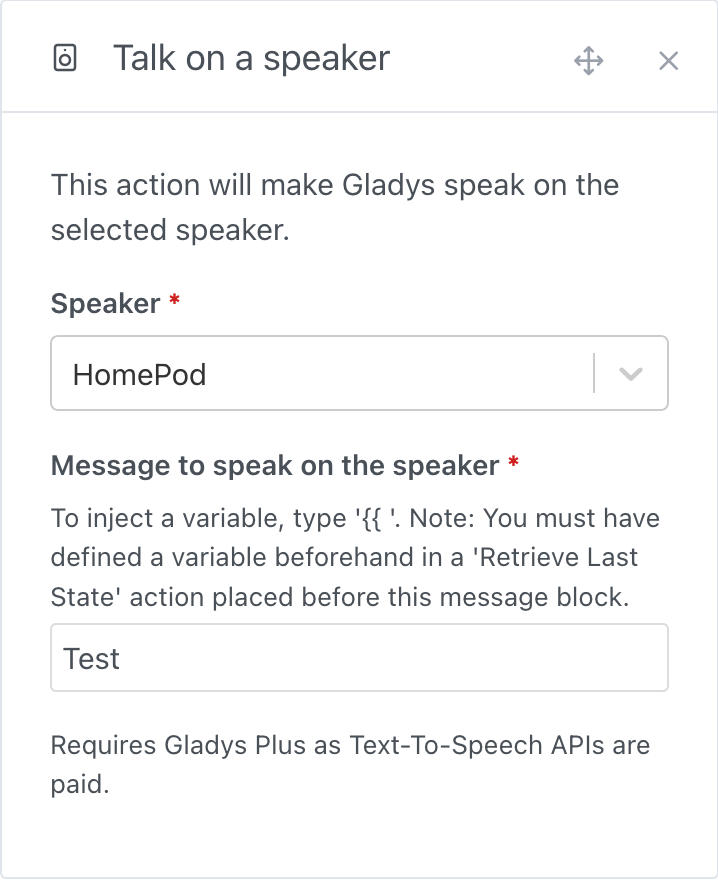 Talk on a speaker
This action will make Gladys speak on the
selected speaker.
Speaker *
HomePod
Message to speak on the speaker *
To inject a variable, type '{{ '. Note: You must have
defined a variable beforehand in a 'Retrieve Last
State' action placed before this message block.
Test
Requires Gladys Plus as Text-To-Speech APIs are
paid.